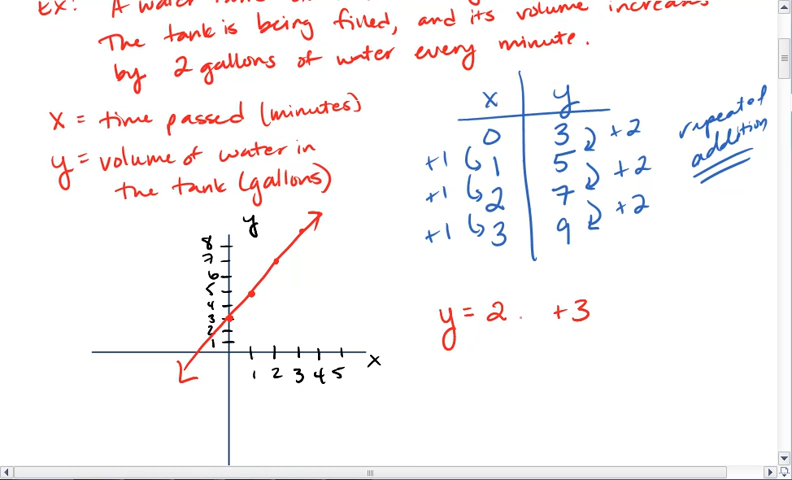 Ex: A water tank
The tank is being filled, and its volume increases
by 2 gallons of water every minute.
x = time passed (minutes)
y = volume of water in
the tank (gallons)
x y
0 3 +2
+1 1 5 +2
+1 2 7 +2
+1 3 9
repeated
addition
y
8
7
6
5
4
3
2
1
1 2 3 4 5 x
y = 2 . +3